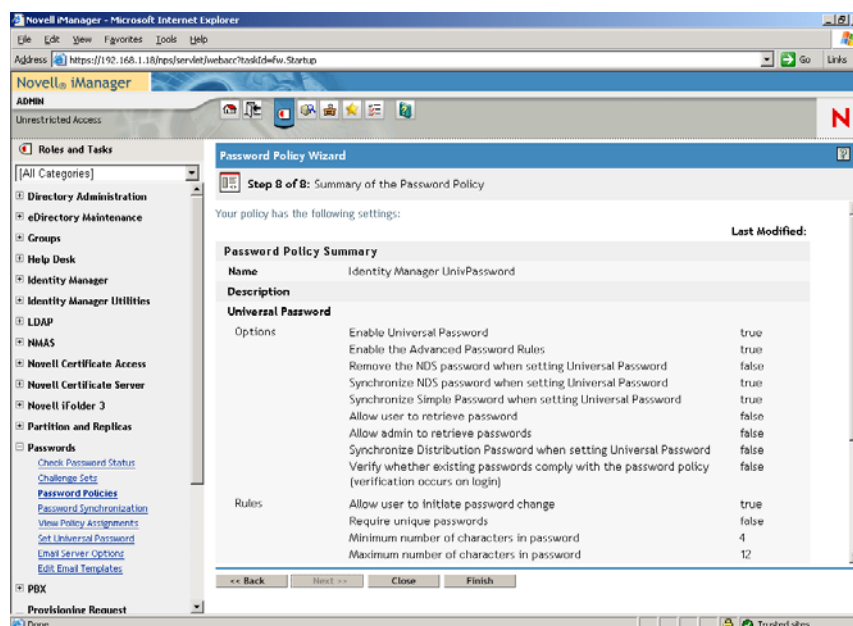 Novell iManager - Microsoft Internet Explorer
File Edit View Favorites Tools Help
Address https://192.168.1.18/nps/servlet/webacc?taskId=fw.Startup Go Links
Novell® iManager
ADMIN
Unrestricted Access
N
Roles and Tasks
[All Categories]
Directory Administration
eDirectory Maintenance
Groups
Help Desk
Identity Manager
Identity Manager Utilities
LDAP
NMAS
Novell Certificate Access
Novell Certificate Server
Novell iFolder 3
Partition and Replicas
Passwords
Check Password Status
Challenge Sets
Password Policies
Password Synchronization
View Policy Assignments
Set Universal Password
Email Server Options
Edit Email Templates
PBX
Provisioning Request
Password Policy Wizard
Step 8 of 8: Summary of the Password Policy
Your policy has the following settings:
Last Modified:
Password Policy Summary
Name Identity Manager UnivPassword
Description
Universal Password
Options Enable Universal Password true
Enable the Advanced Password Rules true
Remove the NDS password when setting Universal Password false
Synchronize NDS password when setting Universal Password true
Synchronize Simple Password when setting Universal Password true
Allow user to retrieve password false
Allow admin to retrieve passwords false
Synchronize Distribution Password when setting Universal Password false
Verify whether existing passwords comply with the password policy false
(verification occurs on login)
Rules Allow user to initiate password change true
Require unique passwords false
Minimum number of characters in password 4
Maximum number of characters in password 12
<< Back Next >> Close Finish
Done Trusted sites